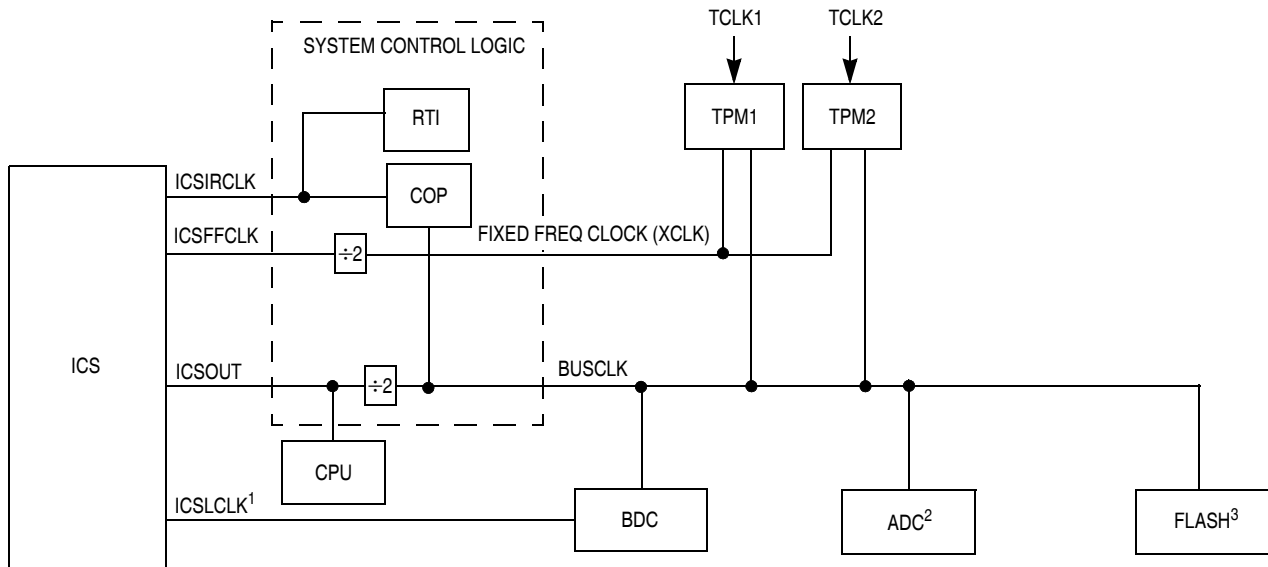 TCLK1 TCLK2
SYSTEM CONTROL LOGIC
RTI
TPM1 TPM2
ICSIRCLK
COP
ICSFFCLK
÷2
FIXED FREQ CLOCK (XCLK)
ICS
ICSOUT
÷2
BUSCLK
CPU
ICSLCLK1
BDC
ADC2
FLASH3